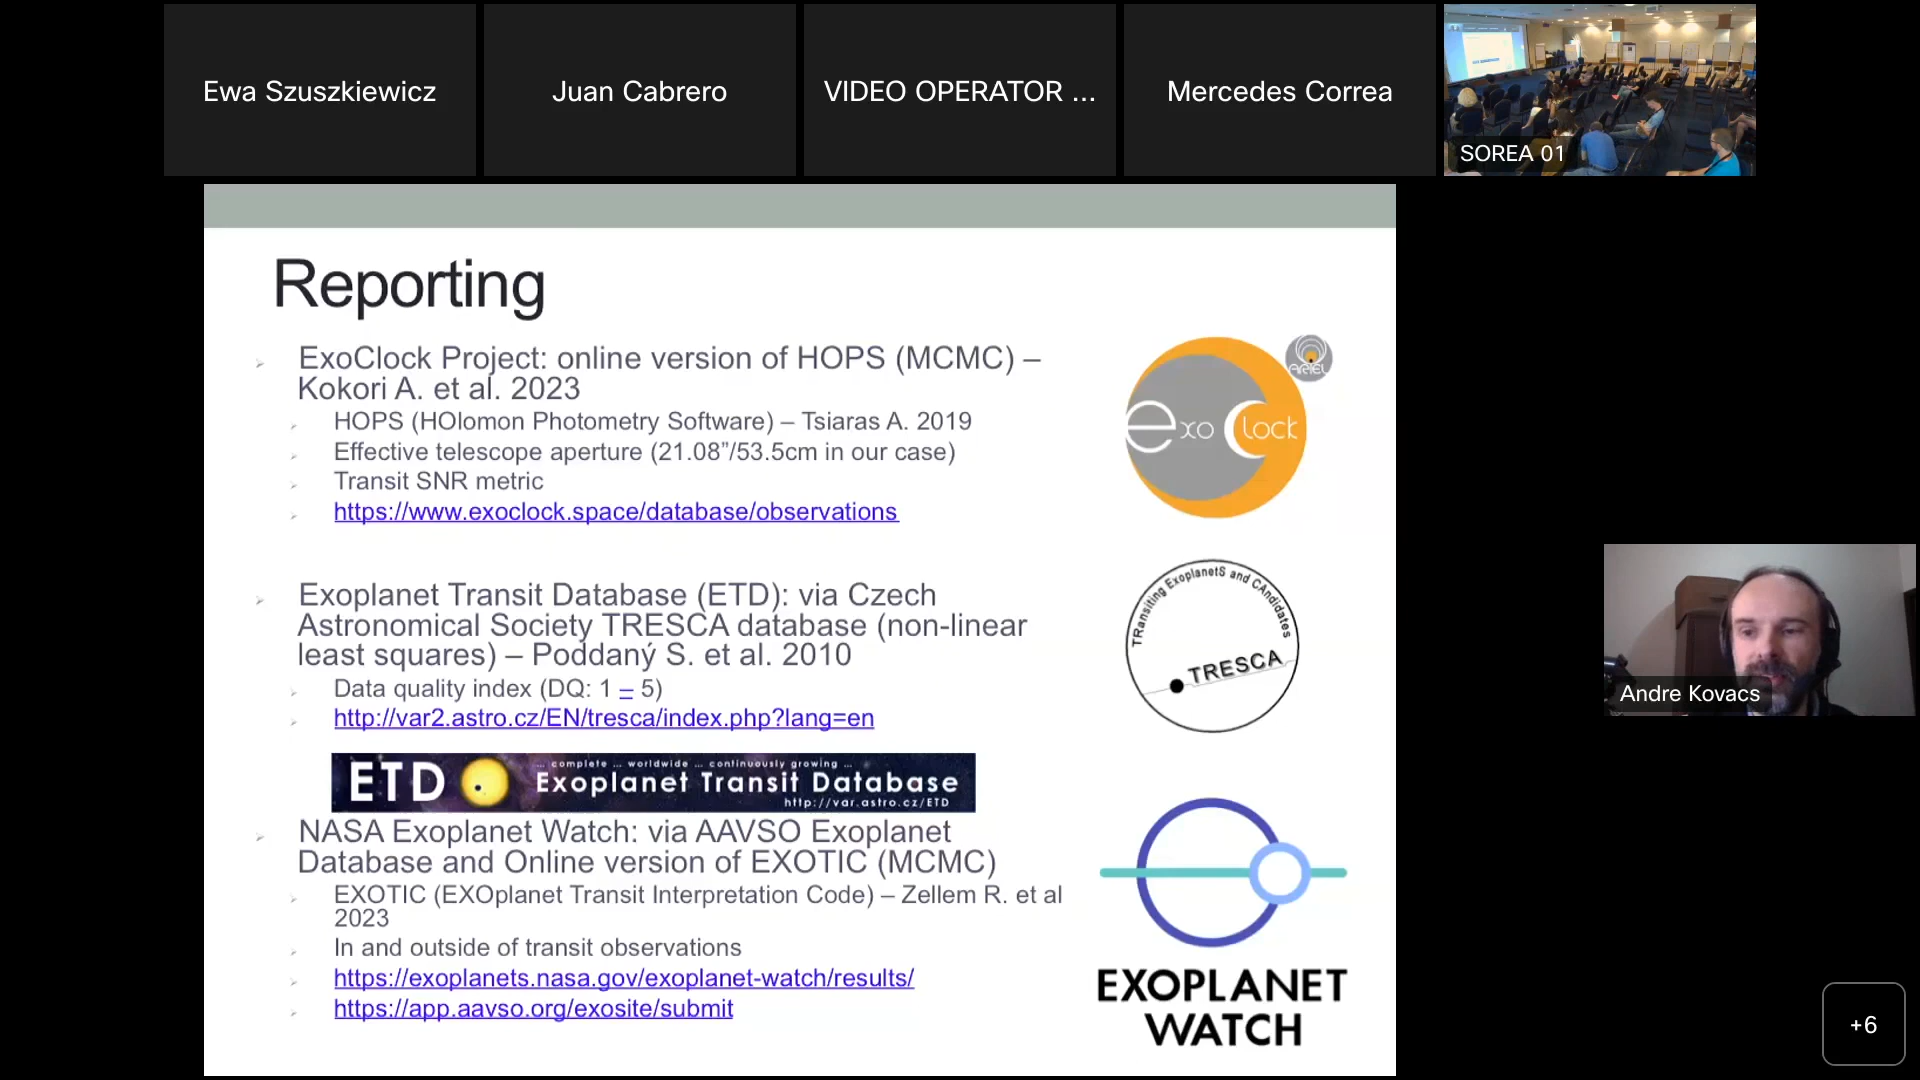 Ewa Szuszkiewicz
Juan Cabrero
VIDEO OPERATOR ...
Mercedes Correa
SOREA 01
Reporting
ExoClock Project: online version of HOPS (MCMC) –
Kokori A. et al. 2023
HOPS (HOlomon Photometry Software) – Tsiaras A. 2019
Effective telescope aperture (21.08”/53.5cm in our case)
Transit SNR metric
https://www.exoclock.space/database/observations
exo Clock
ARIEL
Exoplanet Transit Database (ETD): via Czech
Astronomical Society TRESCA database (non-linear
least squares) – Poddaný S. et al. 2010
Data quality index (DQ: 1 – 5)
http://var2.astro.cz/EN/tresca/index.php?lang=en
TRansiting ExoplanetS and CAndidates
TRESCA
ETD
... complete ... worldwide ... continuously growing ...
Exoplanet Transit Database
http://var.astro.cz/ETD
NASA Exoplanet Watch: via AAVSO Exoplanet
Database and Online version of EXOTIC (MCMC)
EXOTIC (EXOplanet Transit Interpretation Code) – Zellem R. et al
2023
In and outside of transit observations
https://exoplanets.nasa.gov/exoplanet-watch/results/
https://app.aavso.org/exosite/submit
EXOPLANET
WATCH
Andre Kovacs
+6